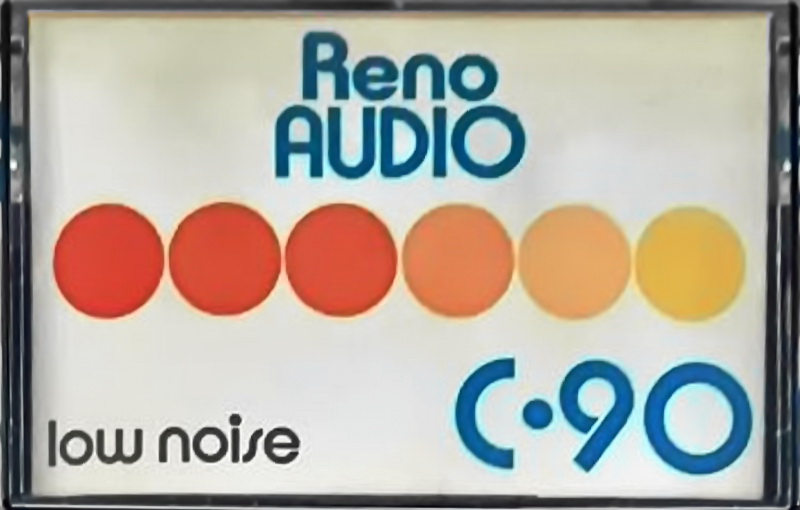 Reno
AUDIO
C·90
low noise